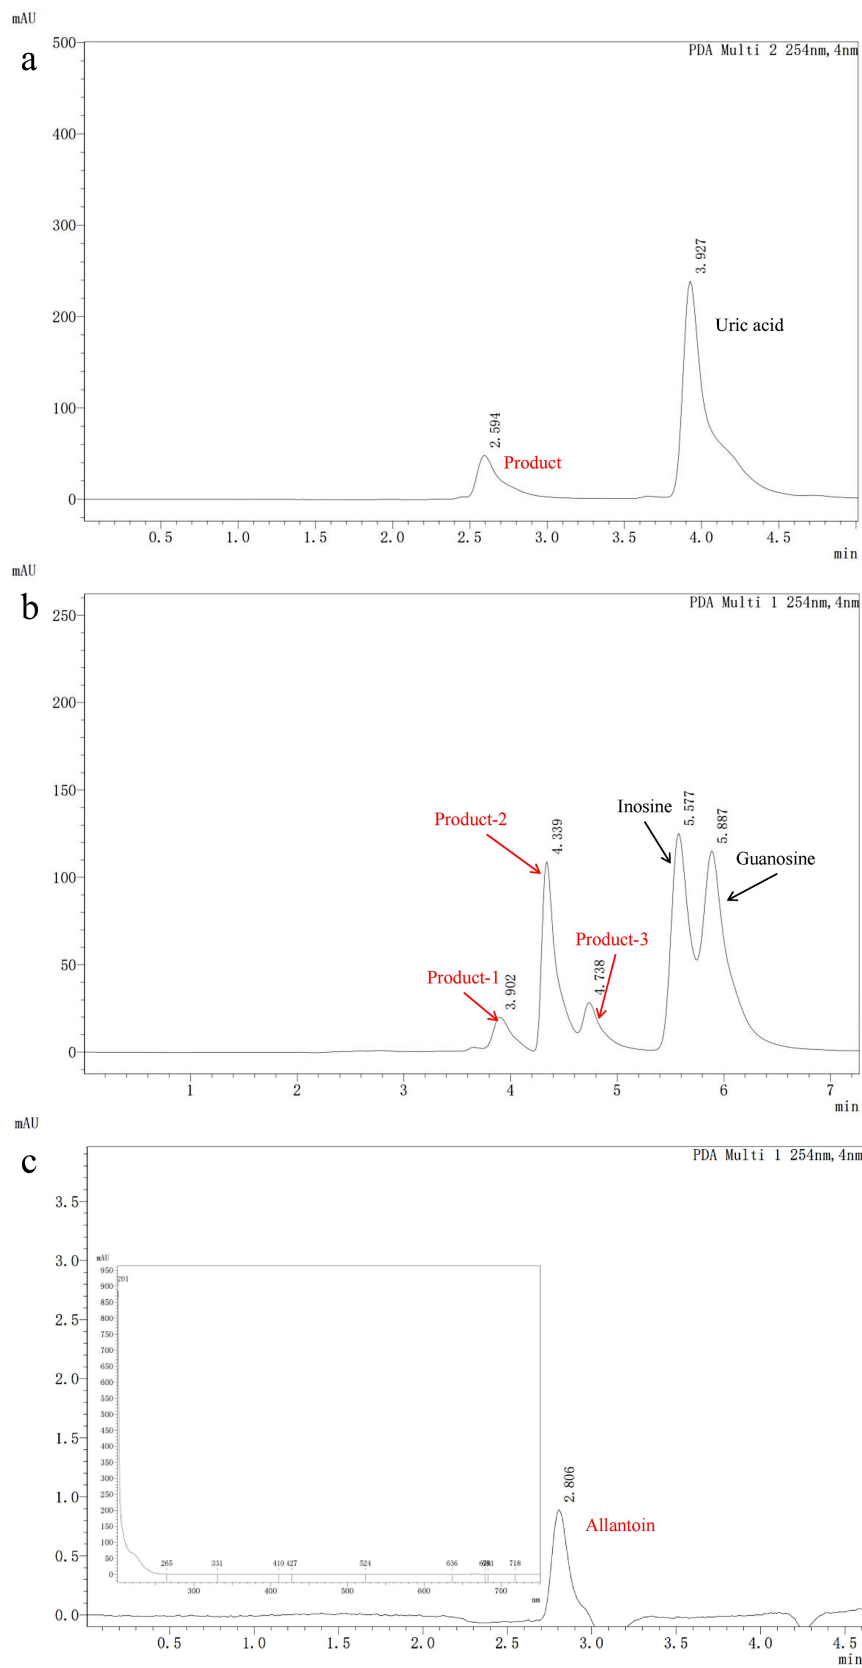 mAU
a
PDA Multi 2 254nm,4nm
500
400
300
200
100
0
3.927
Uric acid
2.594
Product
0.5 1.0 1.5 2.0 2.5 3.0 3.5 4.0 4.5
min
mAU
b
PDA Multi 1 254nm,4nm
250
200
150
100
50
0
Product-2
4.339
Inosine
5.577
5.887
Guanosine
Product-3
4.738
Product-1
3.902
1 2 3 4 5 6 7
min
mAU
c
PDA Multi 1 254nm,4nm
3.5
3.0
2.5
2.0
1.5
1.0
0.5
0.0
mAU
201
950
900
850
800
750
700
650
600
550
500
450
400
350
300
250
200
150
100
50
0
265 331 410 427 524 636 718
300 400 500 600 700
nm
2.806
Allantoin
0.5 1.0 1.5 2.0 2.5 3.0 3.5 4.0 4.5
min